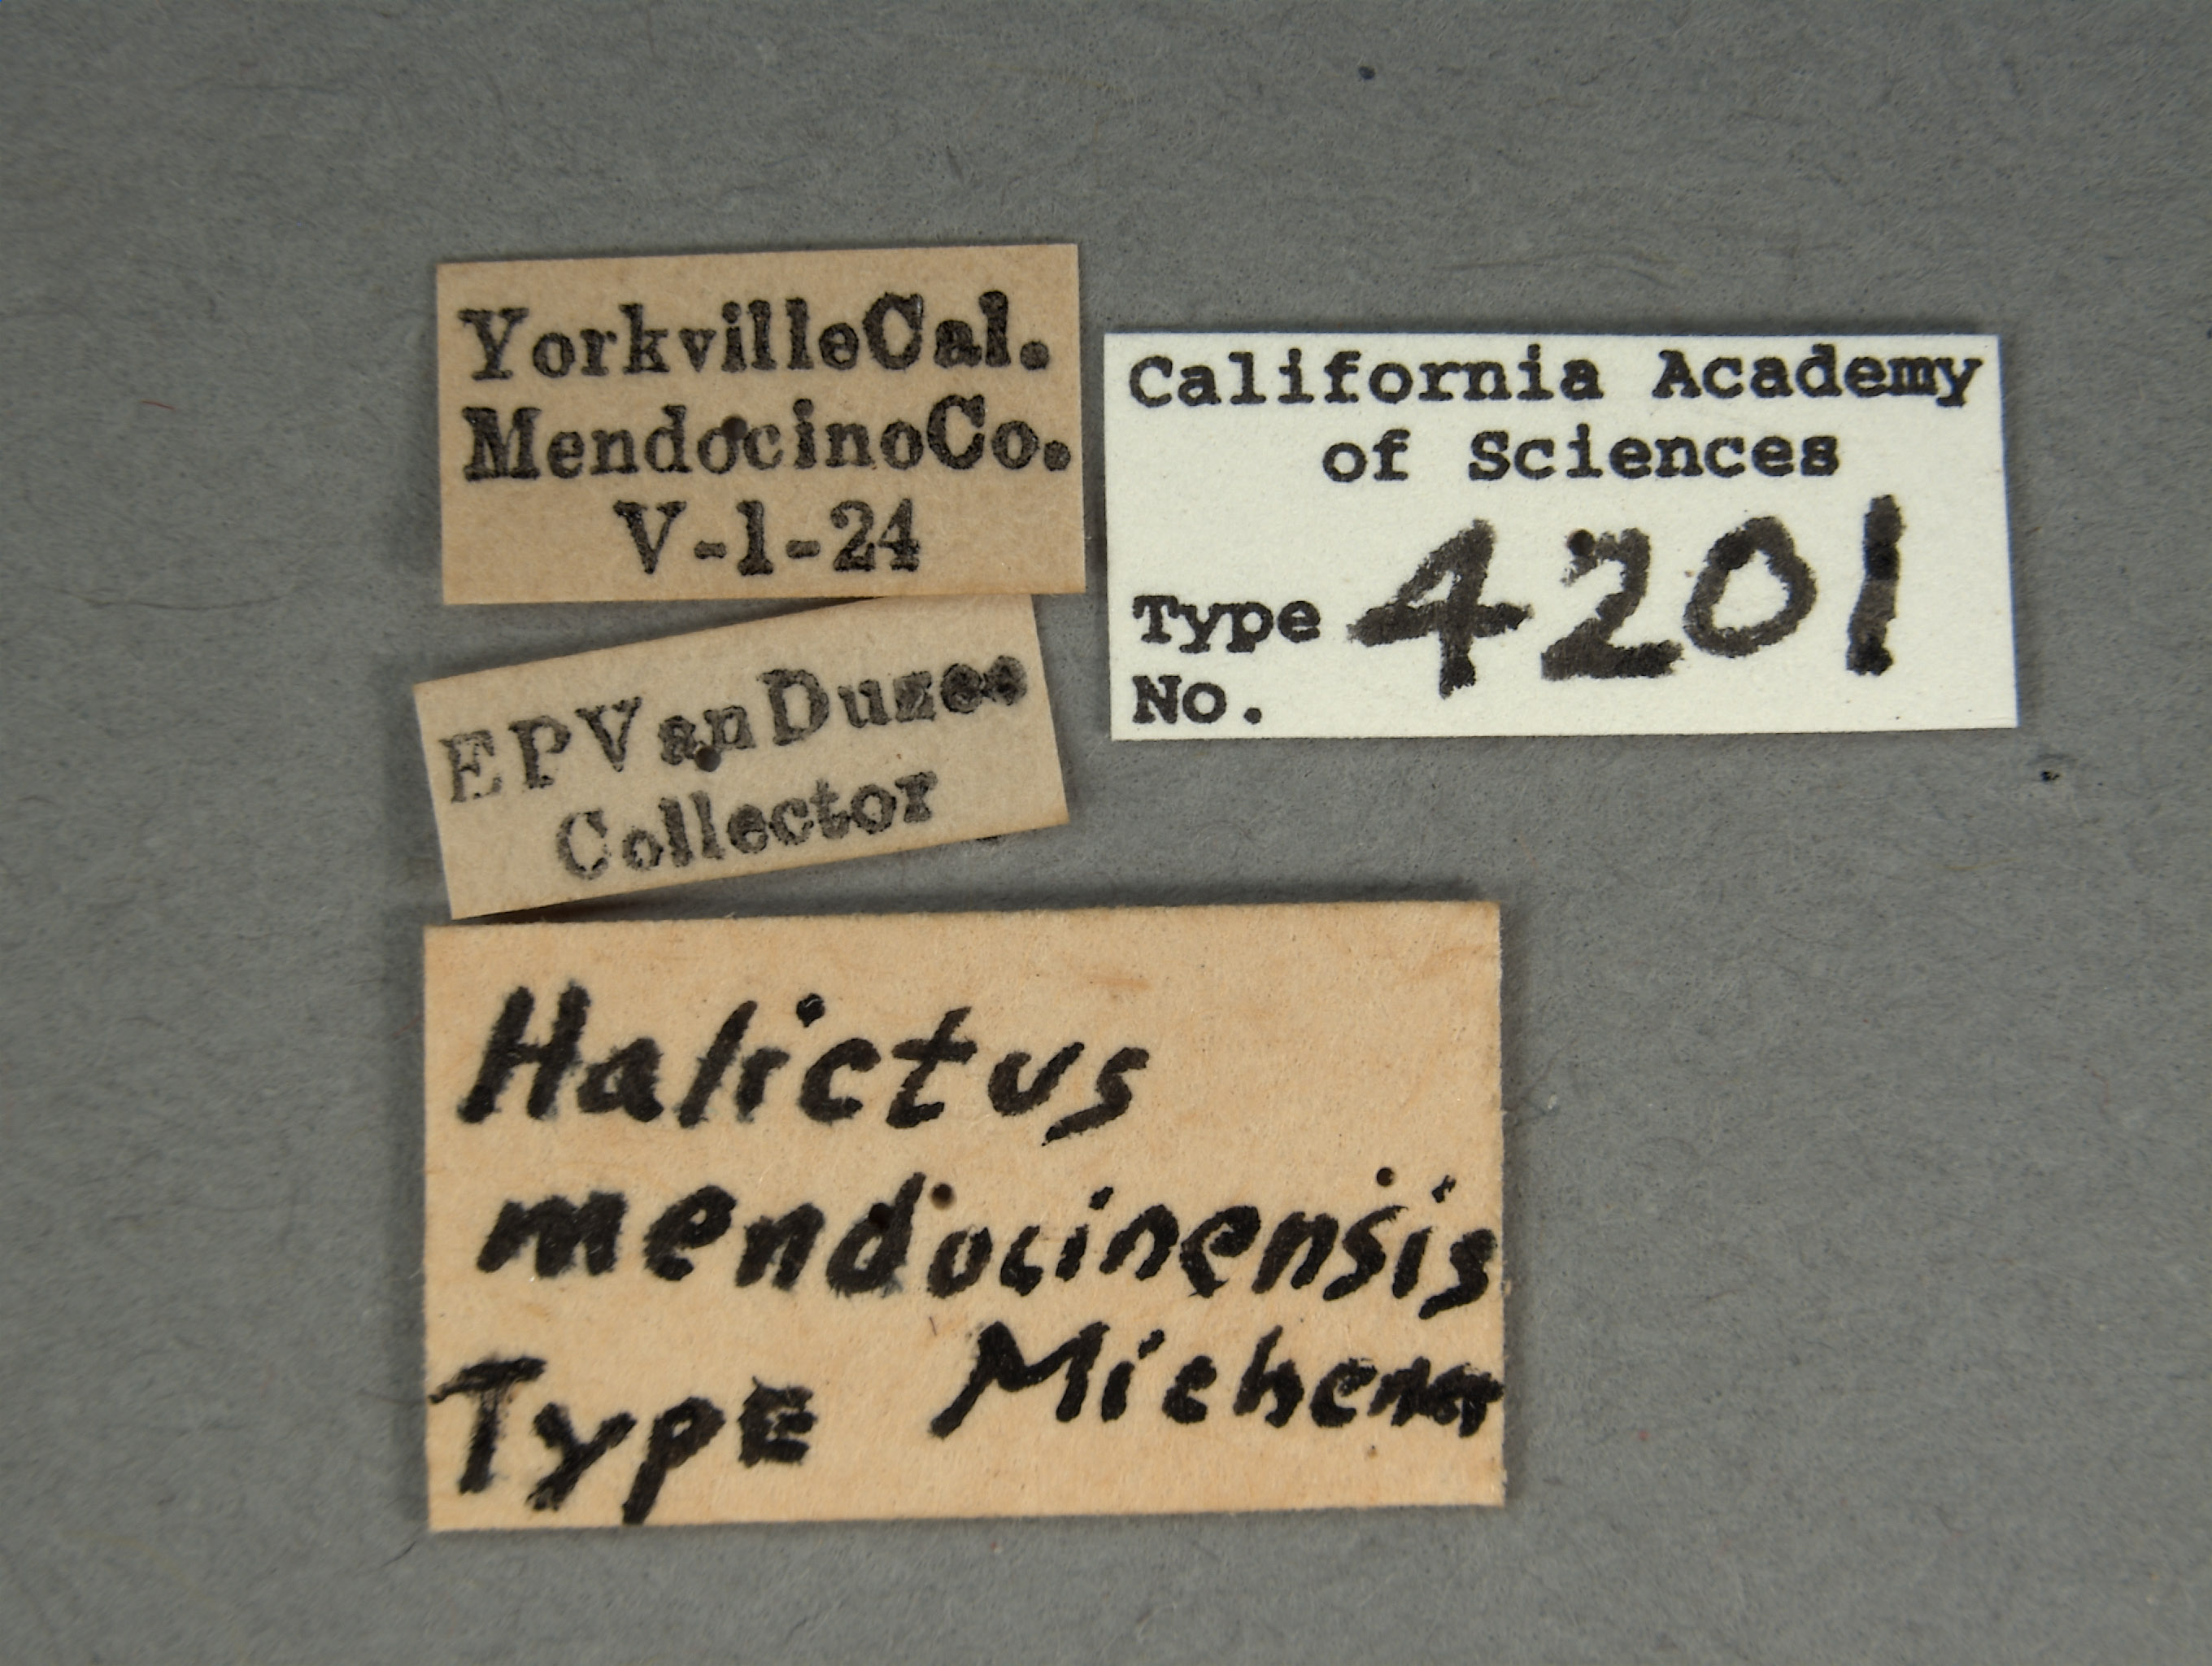 YorkvilleCal.
MendocinoCo.
V-1-24
EPVanDuzee
Collector
California Academy
of Sciences
Type 4201
No.
Halictus
mendocinensis
Type Michener